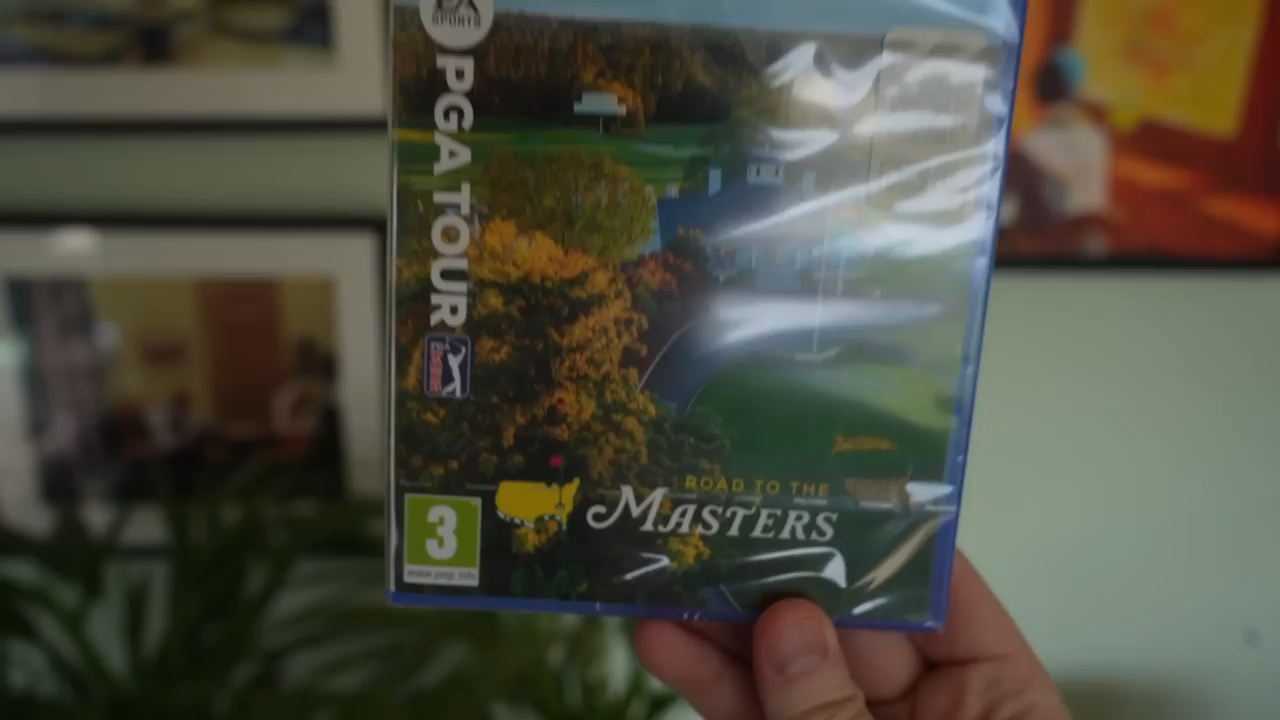 EA
SPORTS
PGA TOUR
ROAD TO THE
MASTERS
3
www.pegi.info